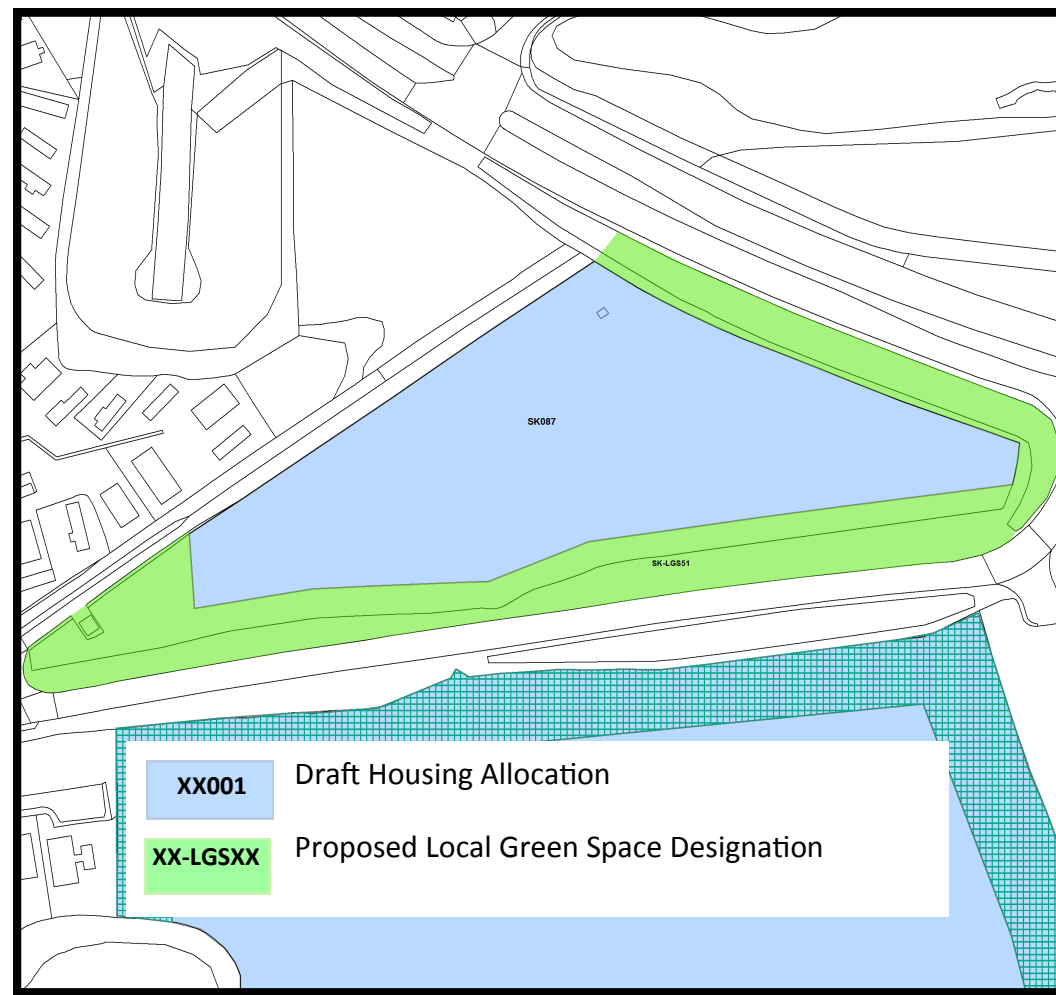 SK087
SK-LGS51
XX001 Draft Housing Allocation
XX-LGSXX Proposed Local Green Space Designation